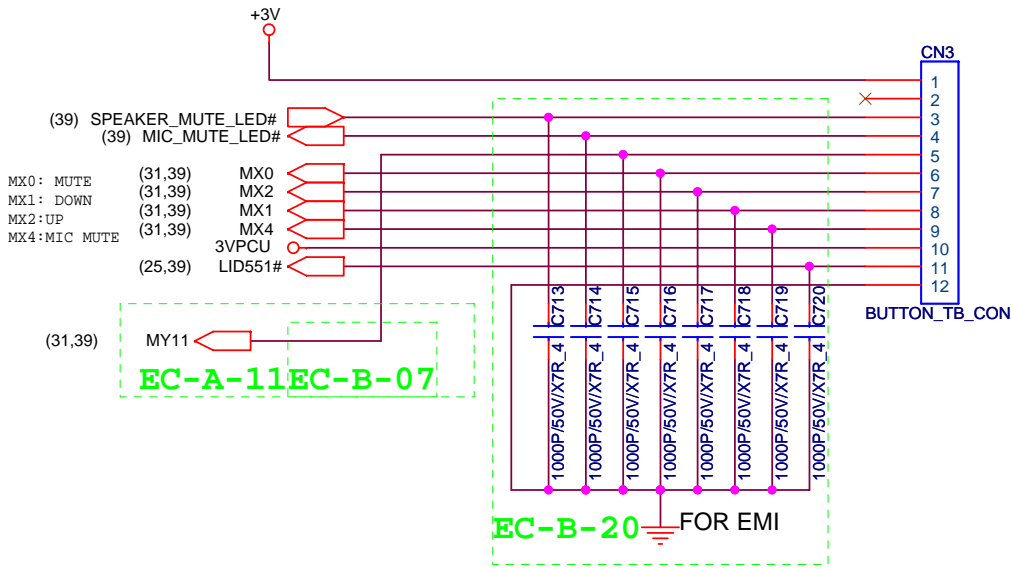 +3V
CN3
1
2
(39) SPEAKER_MUTE_LED#
3
(39) MIC_MUTE_LED#
4
5
MX0: MUTE
(31,39) MX0
6
MX1: DOWN
(31,39) MX2
7
MX2:UP
(31,39) MX1
8
MX4:MIC MUTE
(31,39) MX4
9
3VPCU
10
(25,39) LID551#
11
12
BUTTON_TB_CON
C713
C714
C715
C716
C717
C718
C719
C720
1000P/50V/X7R_4
1000P/50V/X7R_4
1000P/50V/X7R_4
1000P/50V/X7R_4
1000P/50V/X7R_4
1000P/50V/X7R_4
1000P/50V/X7R_4
1000P/50V/X7R_4
(31,39) MY11
EC-A-11
EC-B-07
EC-B-20
FOR EMI